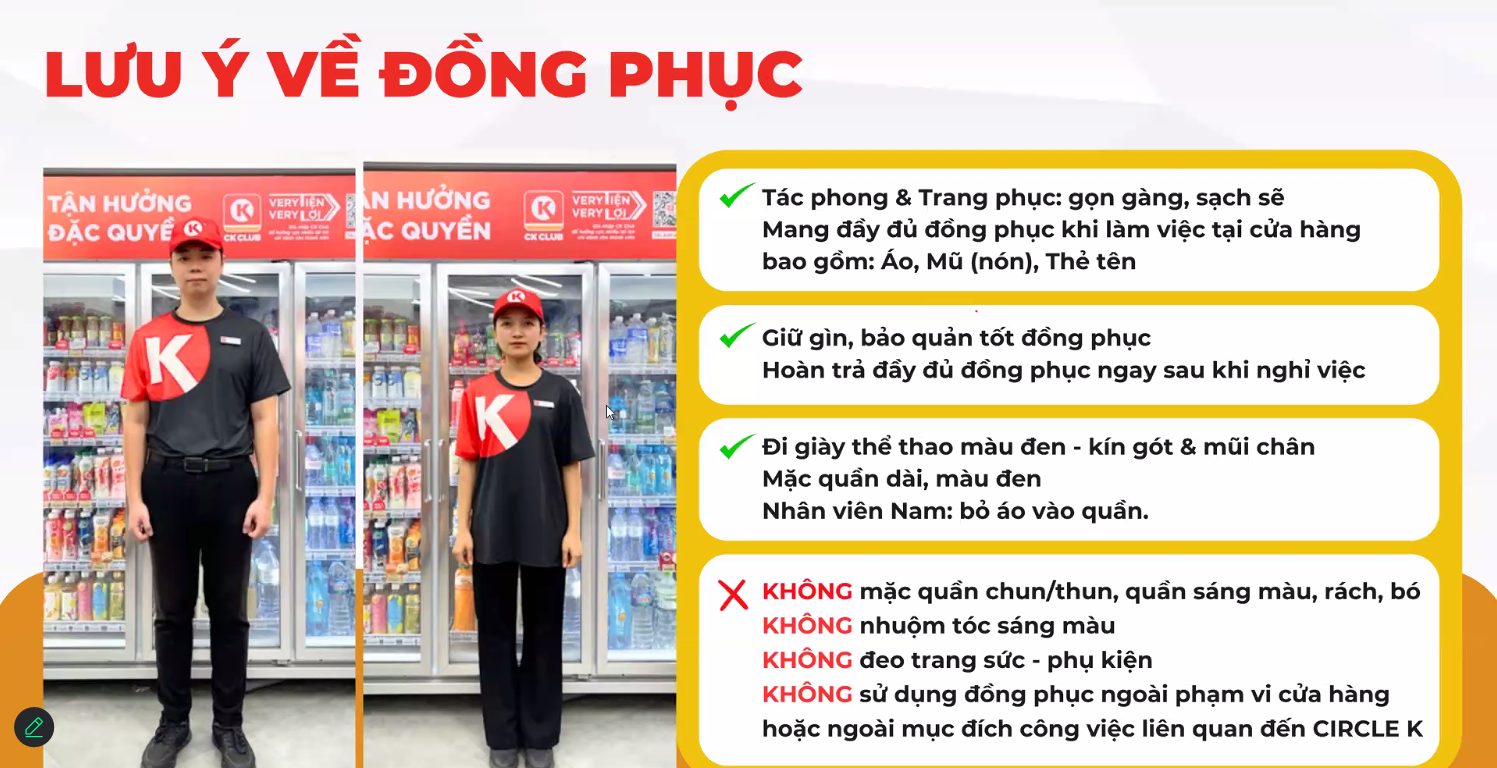 LƯU Ý VỀ ĐỒNG PHỤC
TẬN HƯỞNG
ĐẶC QUYỀ
K
CK CLUB
VERY TIỆN
VERY LỢI
ẬN HƯỞNG
ĐẶC QUYỀN
K
CK CLUB
VERY TIỆN
VERY LỢI
K
K
K
K
Tác phong & Trang phục: gọn gàng, sạch sẽ
Mang đầy đủ đồng phục khi làm việc tại cửa hàng
bao gồm: Áo, Mũ (nón), Thẻ tên
Giữ gìn, bảo quản tốt đồng phục
Hoàn trả đầy đủ đồng phục ngay sau khi nghỉ việc
Đi giày thể thao màu đen - kín gót & mũi chân
Mặc quần dài, màu đen
Nhân viên Nam: bỏ áo vào quần.
KHÔNG mặc quần chun/thun, quần sáng màu, rách, bó
KHÔNG nhuộm tóc sáng màu
KHÔNG đeo trang sức - phụ kiện
KHÔNG sử dụng đồng phục ngoài phạm vi cửa hàng
hoặc ngoài mục đích công việc liên quan đến CIRCLE K